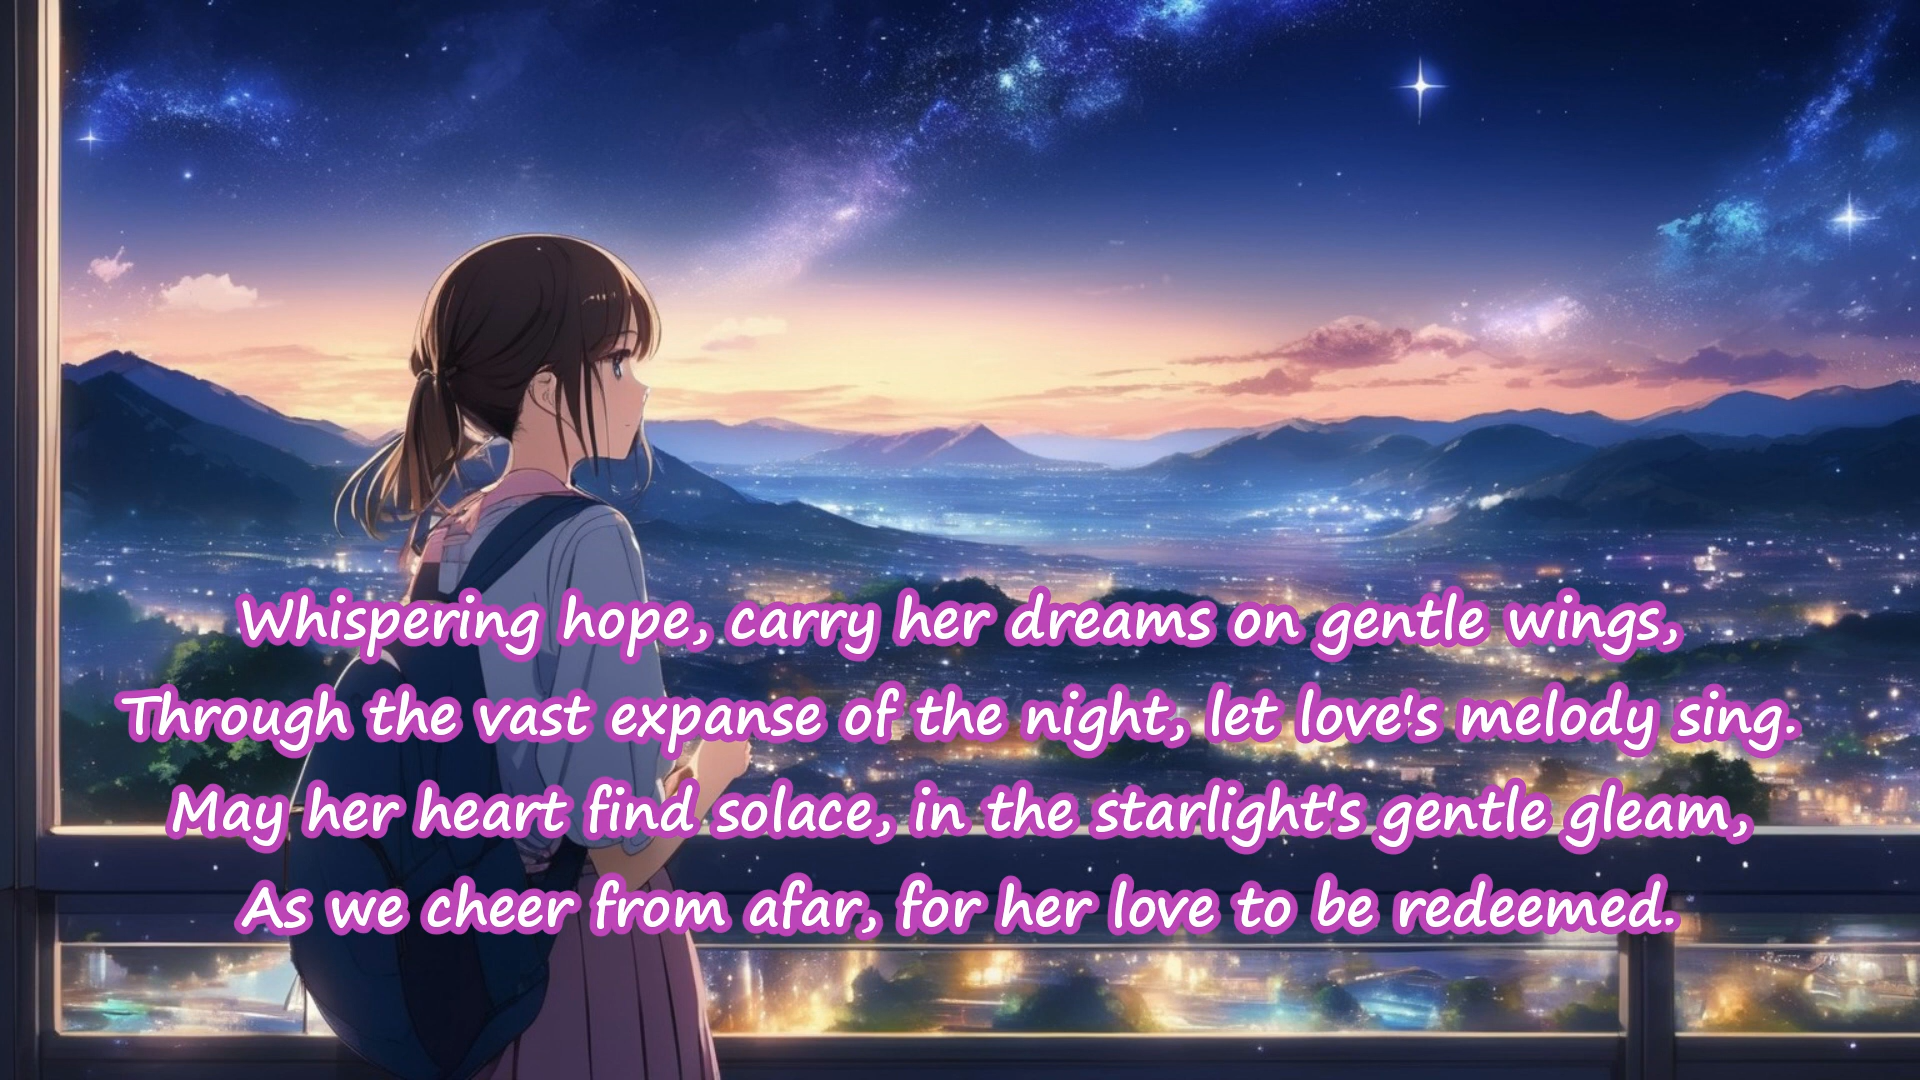 Whispering hope, carry her dreams on gentle wings,
Through the vast expanse of the night, let love's melody sing.
May her heart find solace, in the starlight's gentle gleam,
As we cheer from afar, for her love to be redeemed.